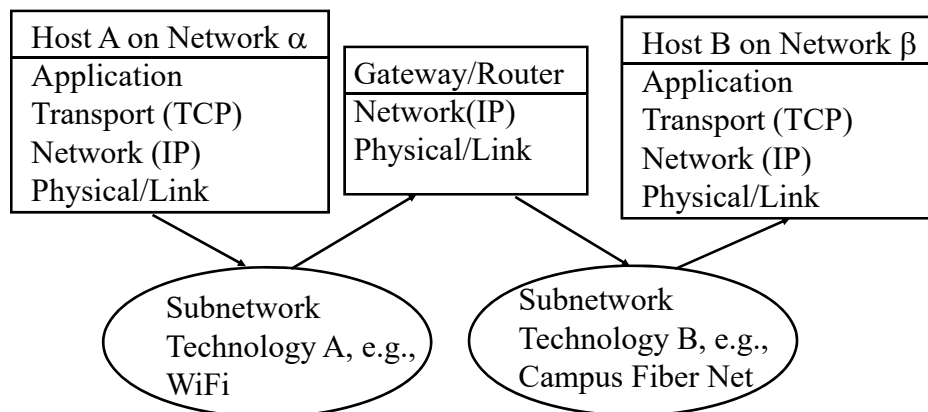 Host A on Network α
Application
Transport (TCP)
Network (IP)
Physical/Link
Gateway/Router
Network(IP)
Physical/Link
Host B on Network β
Application
Transport (TCP)
Network (IP)
Physical/Link
Subnetwork
Technology A, e.g.,
WiFi
Subnetwork
Technology B, e.g.,
Campus Fiber Net